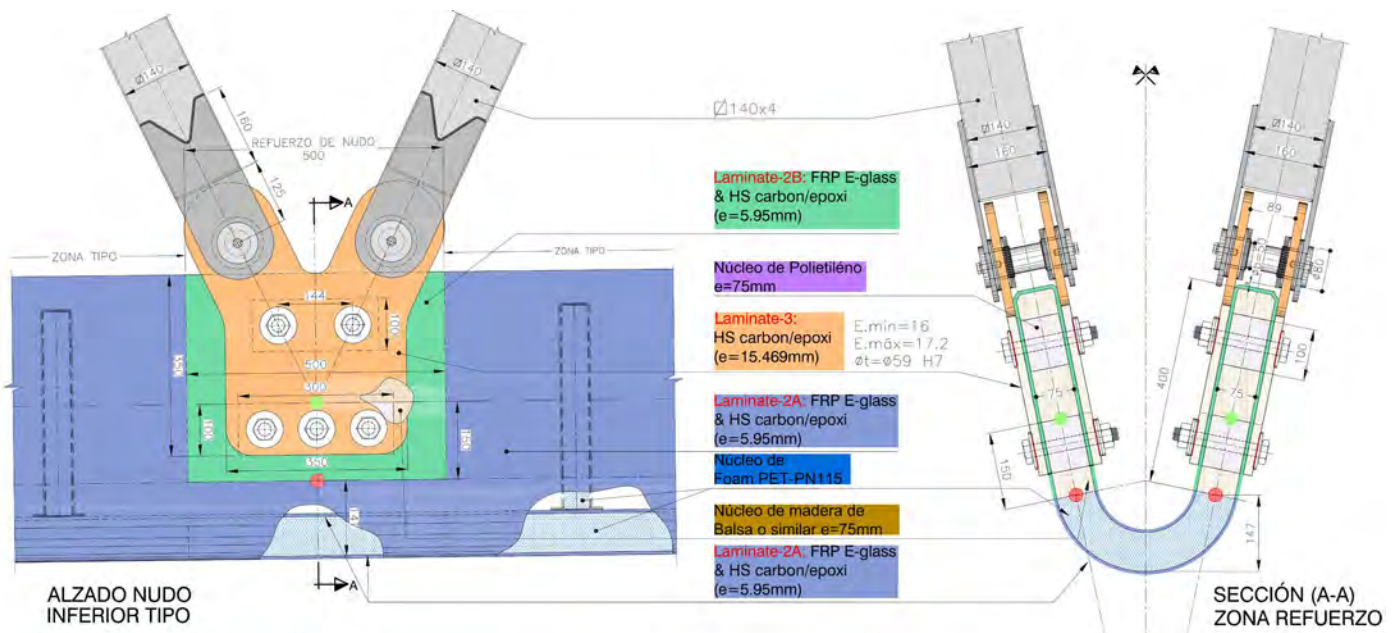 Ø140
Ø140
160
REFUERZO DE NUDO
500
125
A
ZONA TIPO
ZONA TIPO
144
100
350
500
300
100
150
350
147
A
ALZADO NUDO
INFERIOR TIPO
140x4
Laminate-2B: FRP E-glass
& HS carbon/epoxi
(e=5.95mm)
Núcleo de Polietiléno
e=75mm
Laminate-3:
HS carbon/epoxi
(e=15.469mm)
E.min=16
E.máx=17.2
Øt=Ø59 H7
Laminate-2A: FRP E-glass
& HS carbon/epoxi
(e=5.95mm)
Núcleo de
Foam PET-PN115
Núcleo de madera de
Balsa o similar e=75mm
Laminate-2A: FRP E-glass
& HS carbon/epoxi
(e=5.95mm)
Ø140
160
Ø140
160
89
Ø80
100
400
75
75
150
147
SECCIÓN (A-A)
ZONA REFUERZO